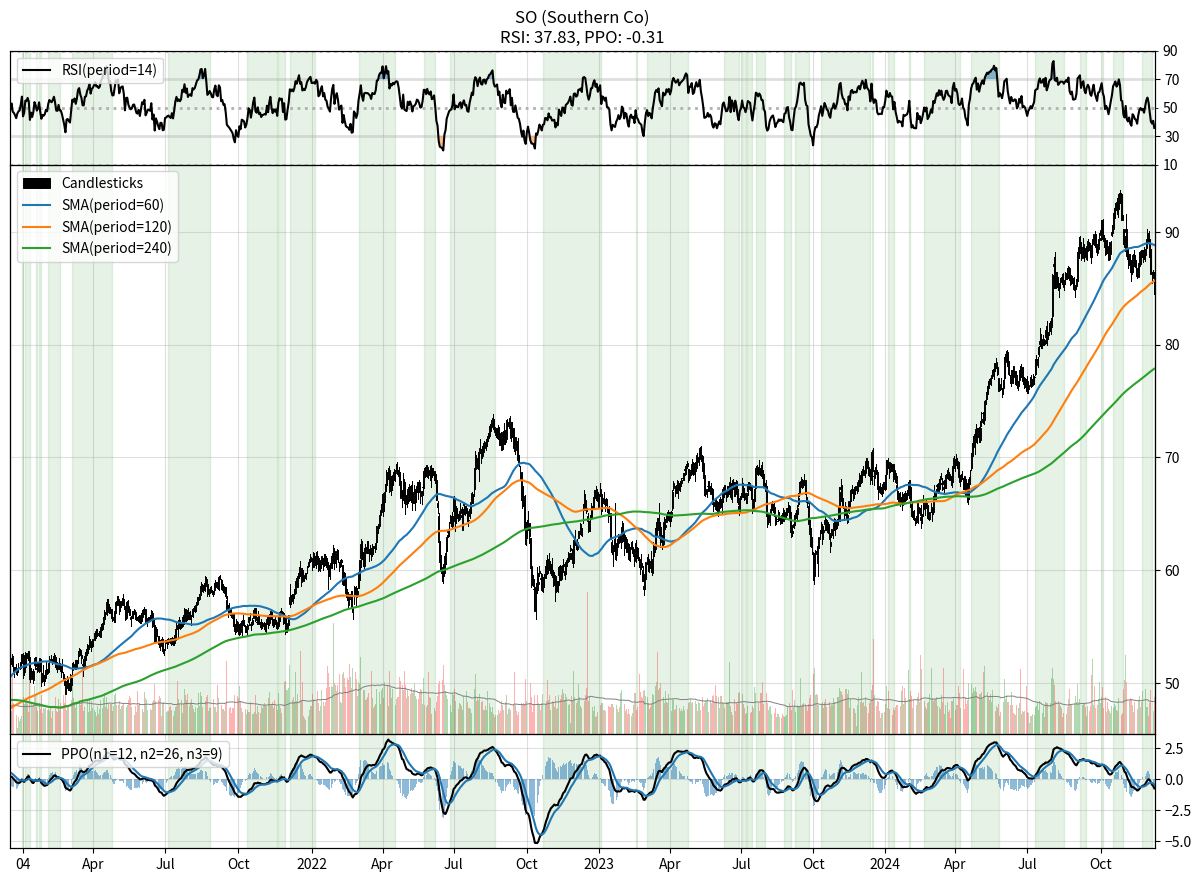 SO (Southern Co)
RSI: 37.83, PPO: -0.31
90
RSI(period=14)
70
50
30
10
Candlesticks
SMA(period=60)
SMA(period=120)
90
SMA(period=240)
80
70
60
50
PPO(n1=12, n2=26, n3=9)
2.5
0.0
−2.5
−5.0
04 Apr Jul Oct 2022 Apr Jul Oct 2023 Apr Jul Oct 2024 Apr Jul Oct